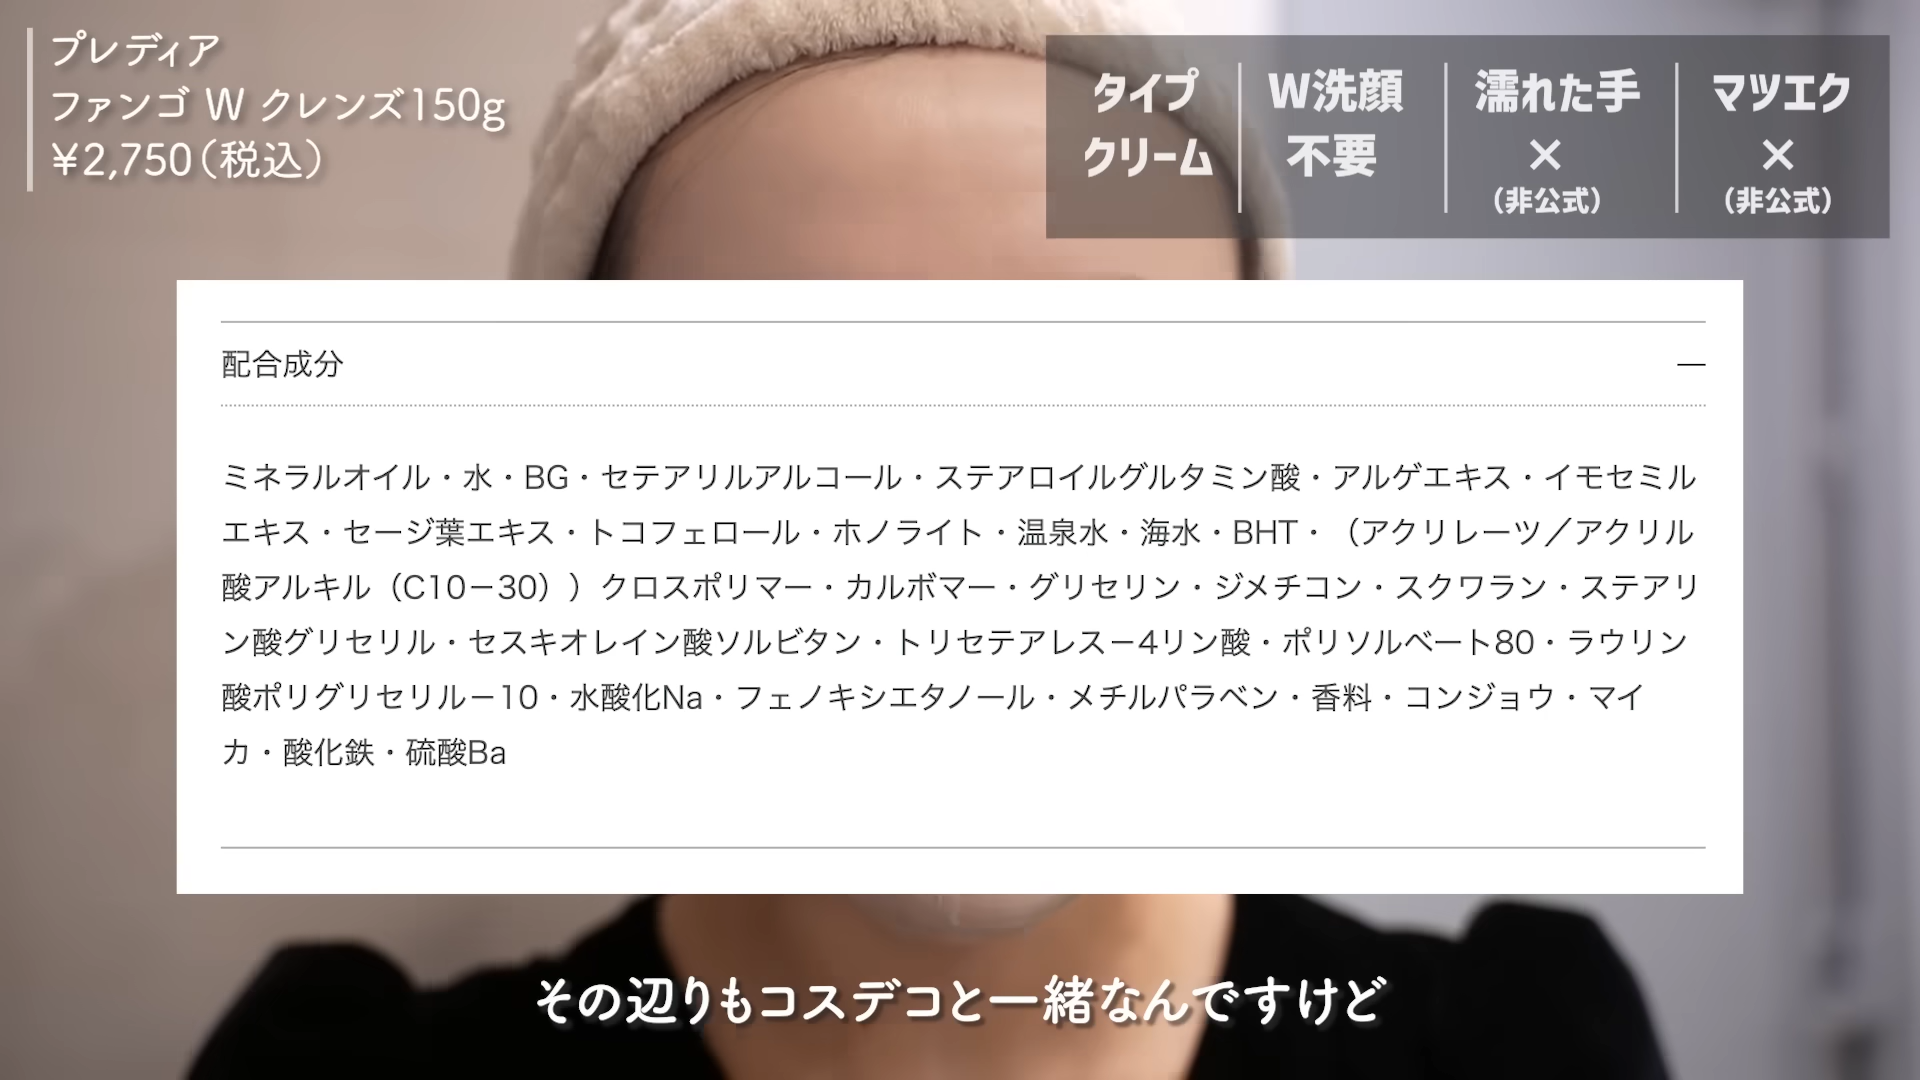 プレディア
ファンゴ W クレンズ150g
¥2,750(税込)
タイプ
クリーム
W洗顔
不要
濡れた手
×
(非公式)
マツエク
×
(非公式)
配合成分
ミネラルオイル・水・BG・セテアリルアルコール・ステアロイルグルタミン酸・アルゲエキス・イモセミル
エキス・セージ葉エキス・トコフェロール・ホノライト・温泉水・海水・BHT・（アクリレーツ／アクリル
酸アルキル（C10－30））クロスポリマー・カルボマー・グリセリン・ジメチコン・スクワラン・ステアリ
ン酸グリセリル・セスキオレイン酸ソルビタン・トリセテアレス－4リン酸・ポリソルベート80・ラウリン
酸ポリグリセリル－10・水酸化Na・フェノキシエタノール・メチルパラベン・香料・コンジョウ・マイ
カ・酸化鉄・硫酸Ba
その辺りもコスデコと一緒なんですけど